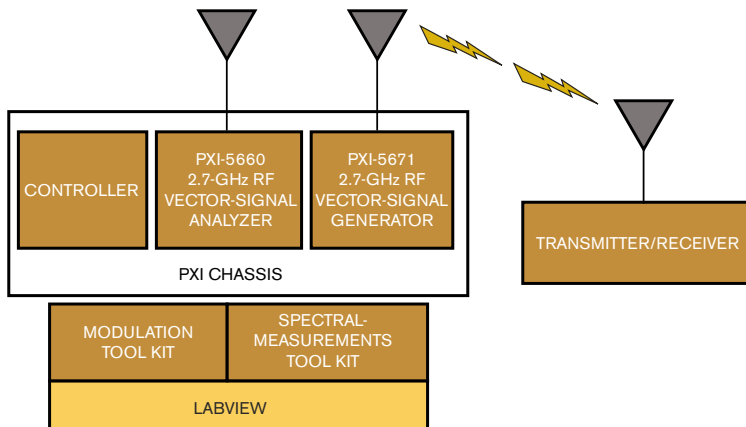 CONTROLLER
PXI-5660
2.7-GHz RF
VECTOR-SIGNAL
ANALYZER
PXI-5671
2.7-GHz RF
VECTOR-SIGNAL
GENERATOR
PXI CHASSIS
TRANSMITTER/RECEIVER
MODULATION
TOOL KIT
SPECTRAL-
MEASUREMENTS
TOOL KIT
LABVIEW